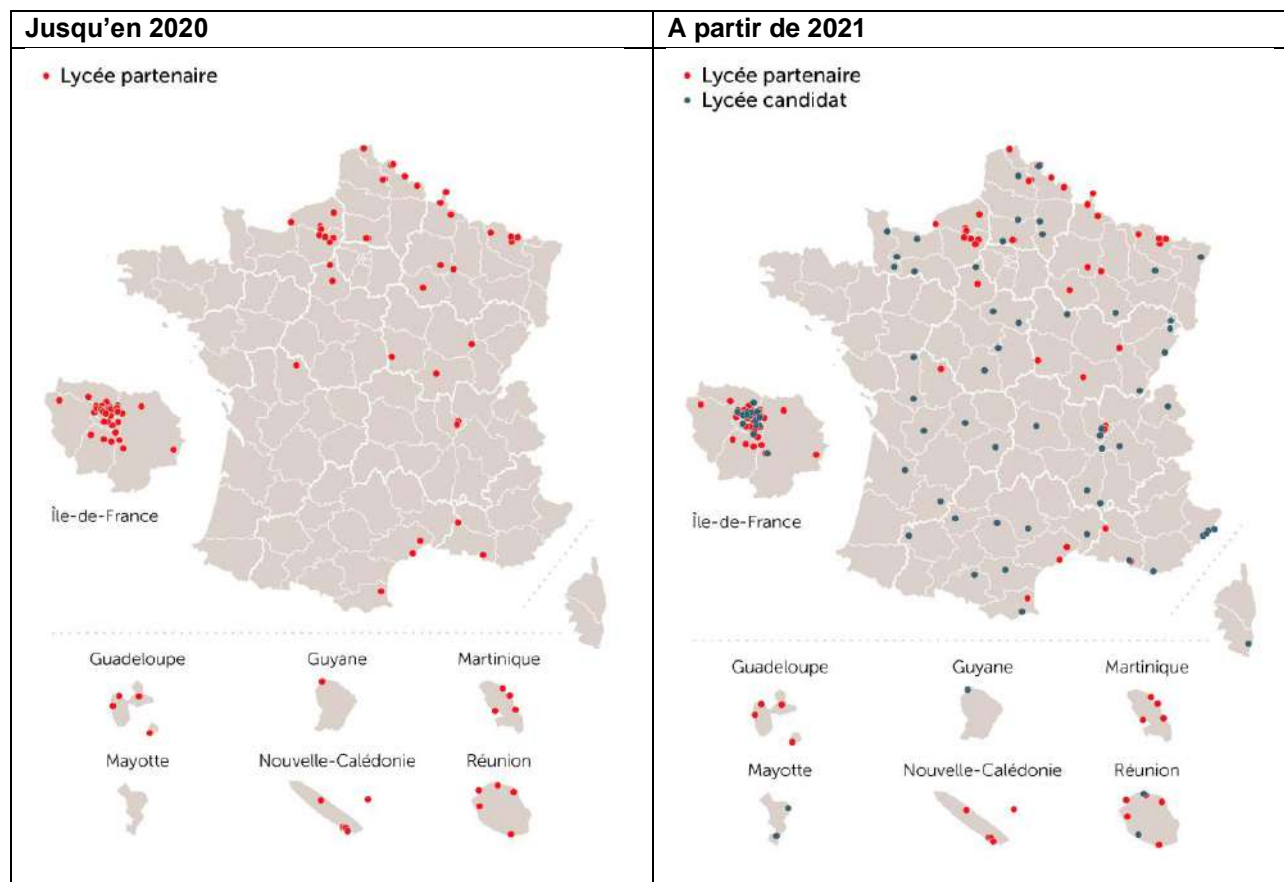 Jusqu'en 2020
• Lycée partenaire
Île-de-France
Guadeloupe
Guyane
Martinique
Mayotte
Nouvelle-Calédonie
Réunion
A partir de 2021
• Lycée partenaire
• Lycée candidat
Île-de-France
Guadeloupe
Guyane
Martinique
Mayotte
Nouvelle-Calédonie
Réunion